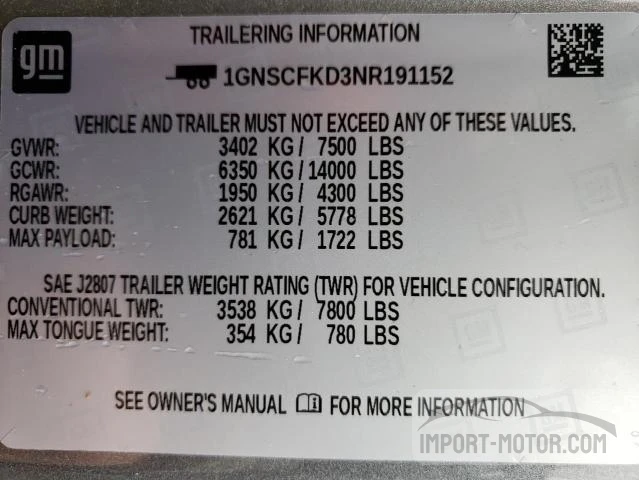 gm
TRAILERING INFORMATION
1GNSCFKD3NR191152
VEHICLE AND TRAILER MUST NOT EXCEED ANY OF THESE VALUES.
GVWR: 3402 KG/ 7500 LBS
GCWR: 6350 KG/ 14000 LBS
RGAWR: 1950 KG/ 4300 LBS
CURB WEIGHT: 2621 KG/ 5778 LBS
MAX PAYLOAD: 781 KG/ 1722 LBS
SAE J2807 TRAILER WEIGHT RATING (TWR) FOR VEHICLE CONFIGURATION.
CONVENTIONAL TWR: 3538 KG/ 7800 LBS
MAX TONGUE WEIGHT: 354 KG/ 780 LBS
SEE OWNER'S MANUAL FOR MORE INFORMATION
IMPORT-MOTOR.COM